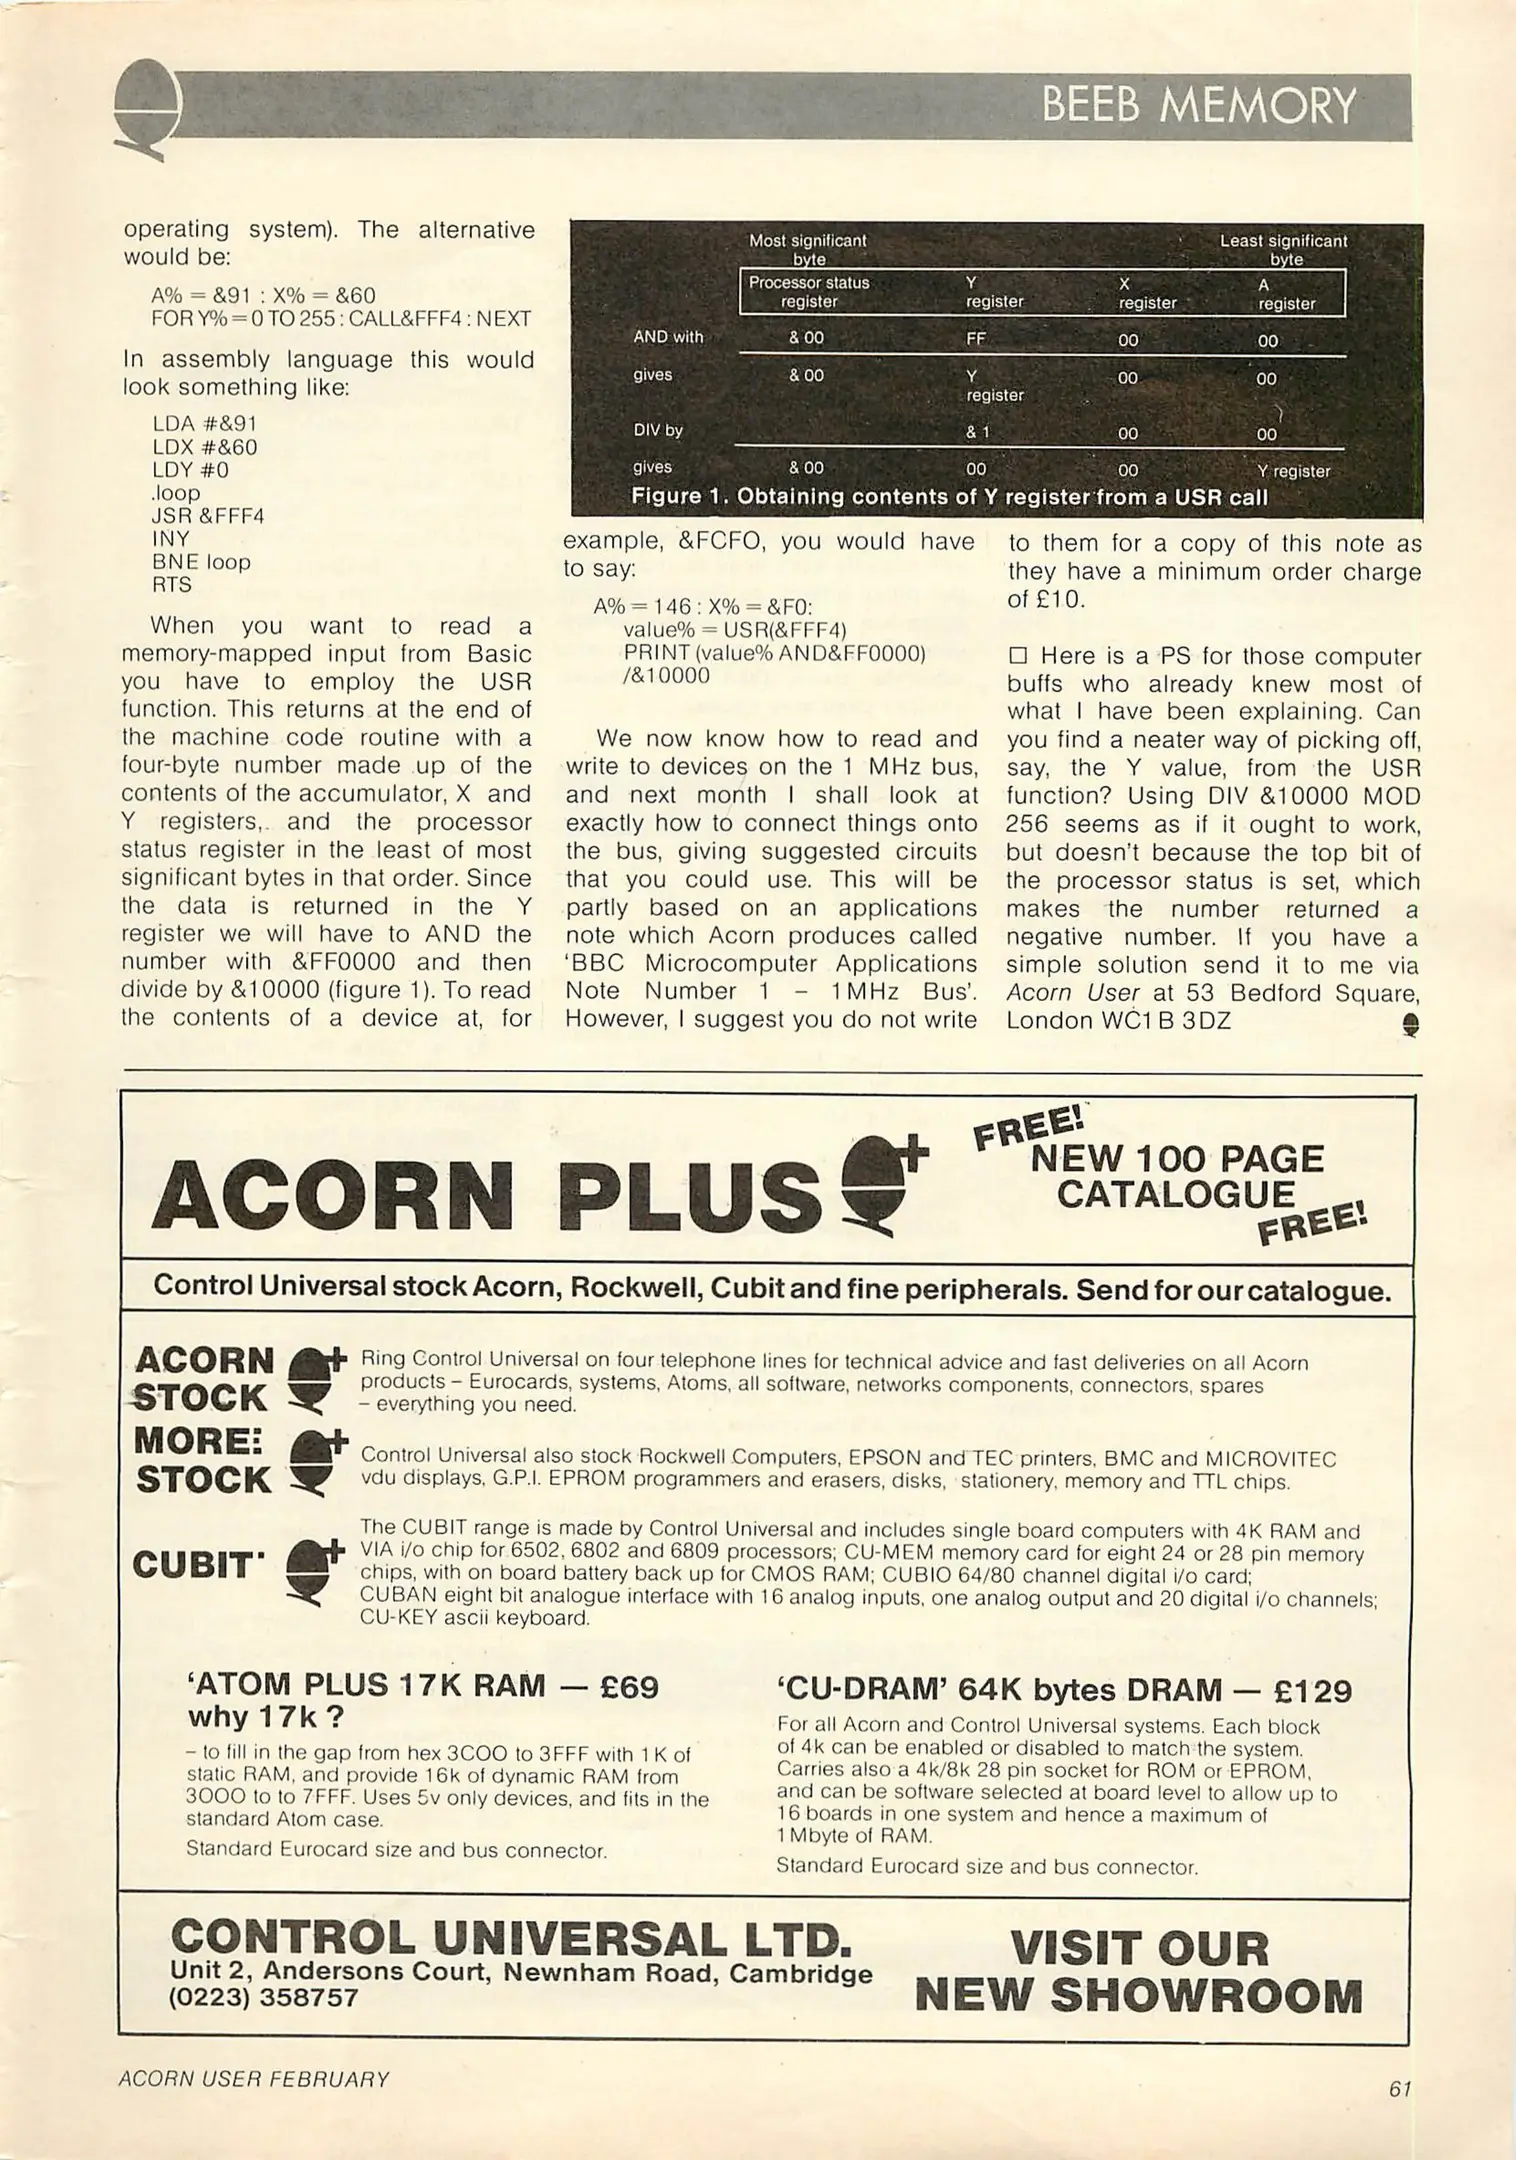 BEEB MEMORY
operating system). The alternative
would be:
A% = &91 : X% = &60
FOR Y% = 0 TO 255 : CALL&FFF4 : NEXT
In assembly language this would
look something like:
LDA #&91
LDX #&60
LDY #0
.loop
JSR &FFF4
INY
BNE loop
RTS
When you want to read a
memory-mapped input from Basic
you have to employ the USR
function. This returns at the end of
the machine code routine with a
four-byte number made up of the
contents of the accumulator, X and
Y registers, and the processor
status register in the least of most
significant bytes in that order. Since
the data is returned in the Y
register we will have to AND the
number with &FF0000 and then
divide by &10000 (figure 1). To read
the contents of a device at, for
Most significant Least significant
byte byte
Processor status Y X A
register register register register
AND with & 00 FF 00 00
gives & 00 Y 00 00
register
DIV by & 1 00 00
gives & 00 00 00 Y register
Figure 1. Obtaining contents of Y register from a USR call
example, &FCFO, you would have
to say:
A% = 146 : X% = &F0:
value% = USR(&FFF4)
PRINT (value% AND&FF0000)
/&10000
We now know how to read and
write to devices on the 1 MHz bus,
and next month I shall look at
exactly how to connect things onto
the bus, giving suggested circuits
that you could use. This will be
partly based on an applications
note which Acorn produces called
'BBC Microcomputer Applications
Note Number 1 – 1MHz Bus'.
However, I suggest you do not write
to them for a copy of this note as
they have a minimum order charge
of £10.
□ Here is a PS for those computer
buffs who already knew most of
what I have been explaining. Can
you find a neater way of picking off,
say, the Y value, from the USR
function? Using DIV &10000 MOD
256 seems as if it ought to work,
but doesn't because the top bit of
the processor status is set, which
makes the number returned a
negative number. If you have a
simple solution send it to me via
Acorn User at 53 Bedford Square,
London WC1B 3DZ
ACORN PLUS
FREE!
NEW 100 PAGE
CATALOGUE
FREE!
Control Universal stock Acorn, Rockwell, Cubit and fine peripherals. Send for our catalogue.
ACORN
STOCK
Ring Control Universal on four telephone lines for technical advice and fast deliveries on all Acorn
products – Eurocards, systems, Atoms, all software, networks components, connectors, spares
– everything you need.
MORE:
STOCK
Control Universal also stock Rockwell Computers, EPSON and TEC printers, BMC and MICROVITEC
vdu displays, G.P.I. EPROM programmers and erasers, disks, stationery, memory and TTL chips.
CUBIT
The CUBIT range is made by Control Universal and includes single board computers with 4K RAM and
VIA i/o chip for 6502, 6802 and 6809 processors; CU-MEM memory card for eight 24 or 28 pin memory
chips, with on board battery back up for CMOS RAM; CUBIO 64/80 channel digital i/o card;
CUBAN eight bit analogue interface with 16 analog inputs, one analog output and 20 digital i/o channels;
CU-KEY ascii keyboard.
'ATOM PLUS 17K RAM — £69
why 17k ?
– to fill in the gap from hex 3COO to 3FFF with 1K of
static RAM, and provide 16k of dynamic RAM from
3OOO to to 7FFF. Uses 5v only devices, and fits in the
standard Atom case.
Standard Eurocard size and bus connector.
'CU-DRAM' 64K bytes DRAM — £129
For all Acorn and Control Universal systems. Each block
of 4k can be enabled or disabled to match the system.
Carries also a 4k/8k 28 pin socket for ROM or EPROM,
and can be software selected at board level to allow up to
16 boards in one system and hence a maximum of
1Mbyte of RAM.
Standard Eurocard size and bus connector.
CONTROL UNIVERSAL LTD.
Unit 2, Andersons Court, Newnham Road, Cambridge
(0223) 358757
VISIT OUR
NEW SHOWROOM
ACORN USER FEBRUARY
61